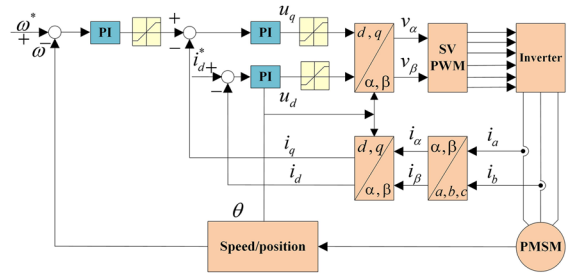 ω*
+
ω
−
PI
+
−
u_q
PI
d,q
α,β
v_α
v_β
SV
PWM
Inverter
i_d*
+
−
PI
u_d
i_q
i_d
d,q
α,β
i_α
i_β
α,β
a,b,c
i_a
i_b
θ
Speed/position
PMSM